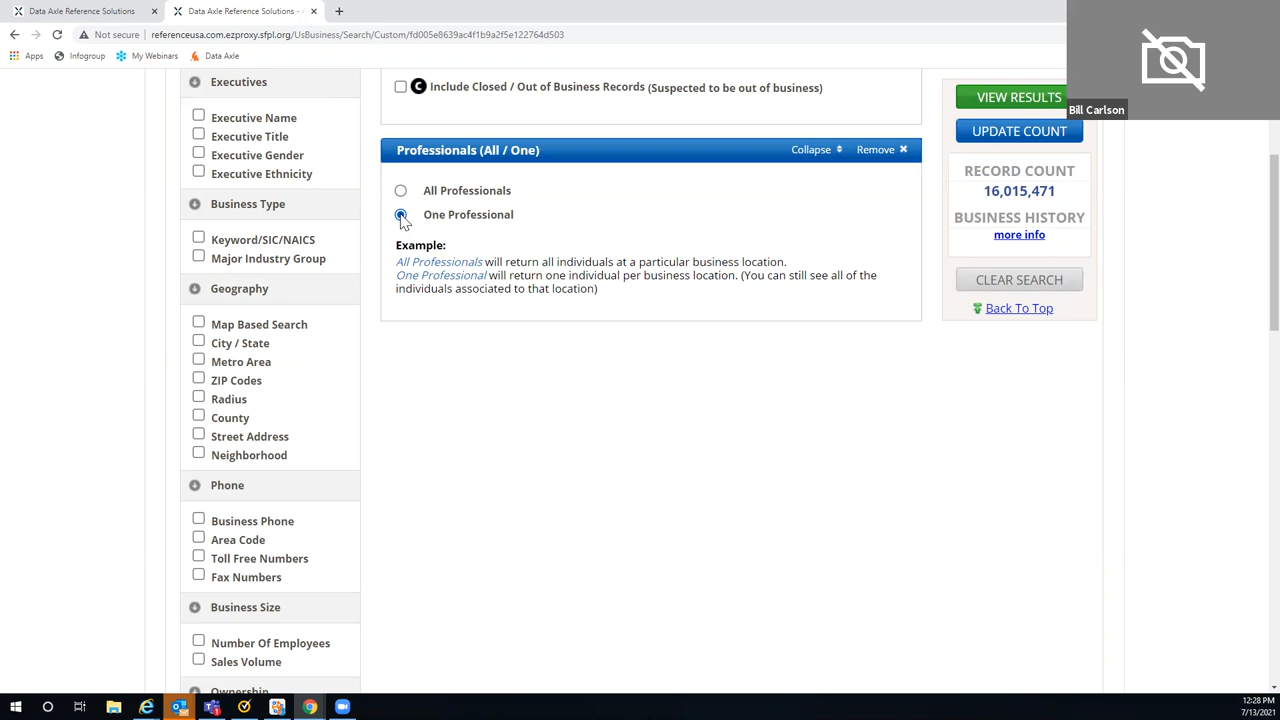 Data Axle Reference Solutions
Data Axle Reference Solutions -
Not secure
referenceusa.com.ezproxy.sfpl.org/UsBusiness/Search/Custom/fd005e8639ac4f1b9a2f5e122764d503
Apps
Infogroup
My Webinars
Data Axle
Bill Carlson
Executives
Executive Name
Executive Title
Executive Gender
Executive Ethnicity
Business Type
Keyword/SIC/NAICS
Major Industry Group
Geography
Map Based Search
City / State
Metro Area
ZIP Codes
Radius
County
Street Address
Neighborhood
Phone
Business Phone
Area Code
Toll Free Numbers
Fax Numbers
Business Size
Number Of Employees
Sales Volume
Ownership
C Include Closed / Out of Business Records (Suspected to be out of business)
Professionals (All / One)
Collapse
Remove
All Professionals
One Professional
Example:
All Professionals will return all individuals at a particular business location.
One Professional will return one individual per business location. (You can still see all of the
individuals associated to that location)
VIEW RESULTS
UPDATE COUNT
RECORD COUNT
16,015,471
BUSINESS HISTORY
more info
CLEAR SEARCH
Back To Top
12:28 PM
7/13/2021